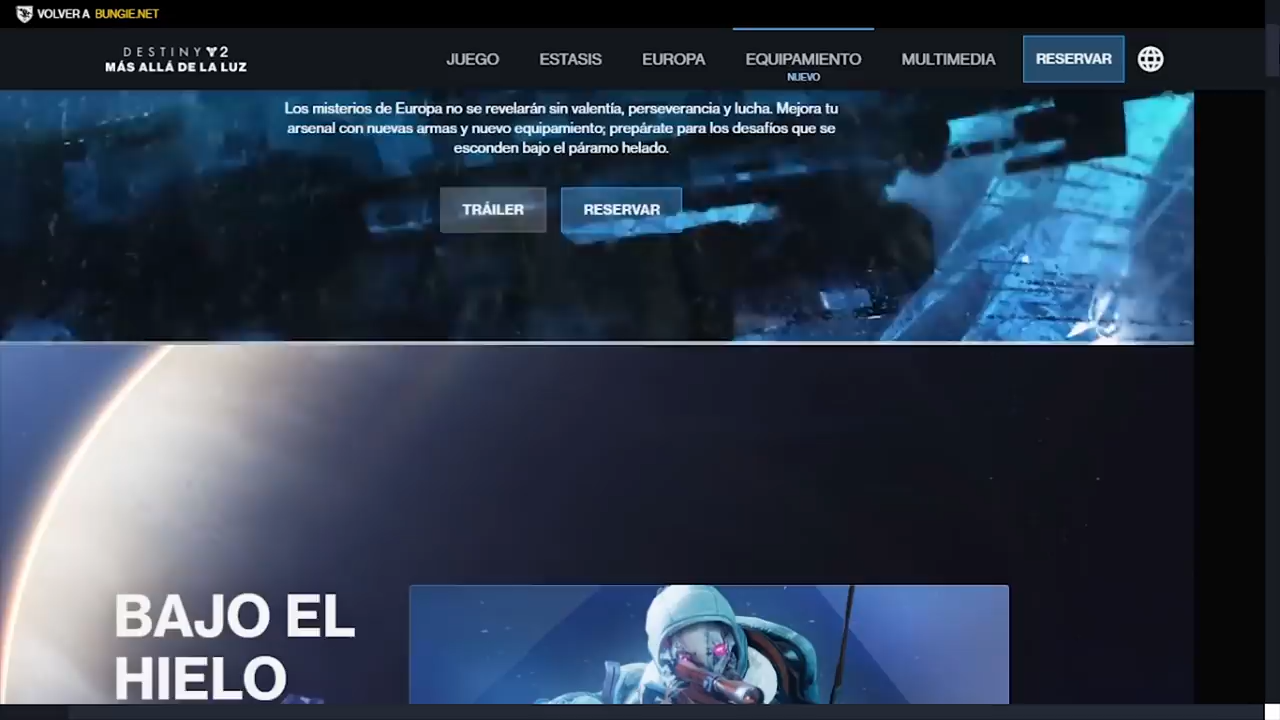 VOLVER A BUNGIE.NET
DESTINY 2
MÁS ALLÁ DE LA LUZ
JUEGO
ESTASIS
EUROPA
EQUIPAMIENTO
NUEVO
MULTIMEDIA
RESERVAR
Los misterios de Europa no se revelarán sin valentía, perseverancia y lucha. Mejora tu
arsenal con nuevas armas y nuevo equipamiento; prepárate para los desafíos que se
esconden bajo el páramo helado.
TRÁILER
RESERVAR
BAJO EL
HIELO